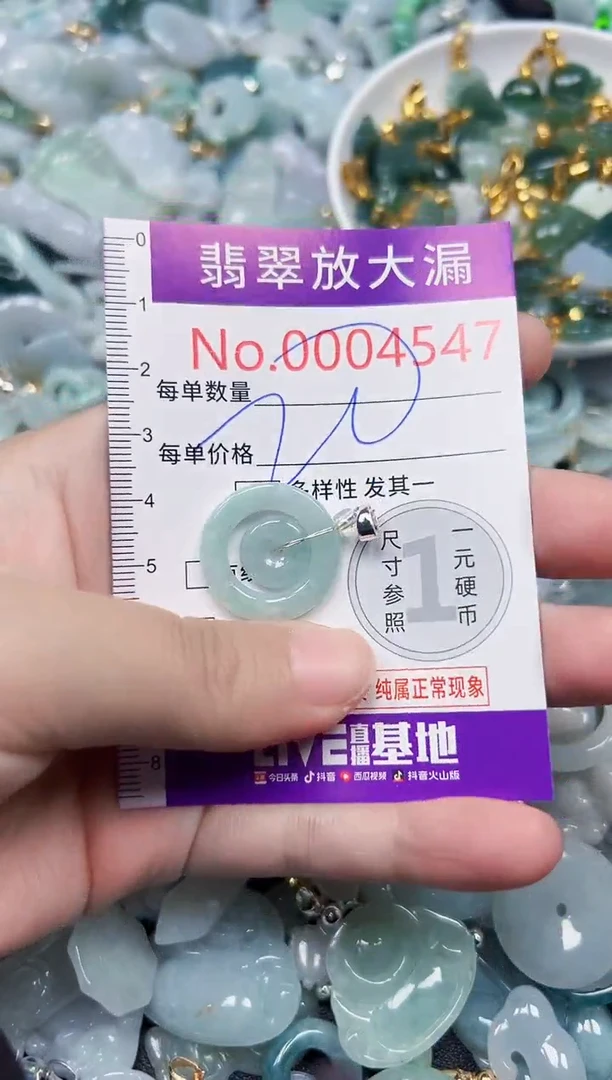 翡翠放大漏
No.0004547
每单数量
每单价格
20
多样性 发其一
尺寸参照
1
一元硬币
纯属正常现象
LIVE直播基地
今日头条 抖音 西瓜视频 抖音火山版
0
1
2
3
4
5
8